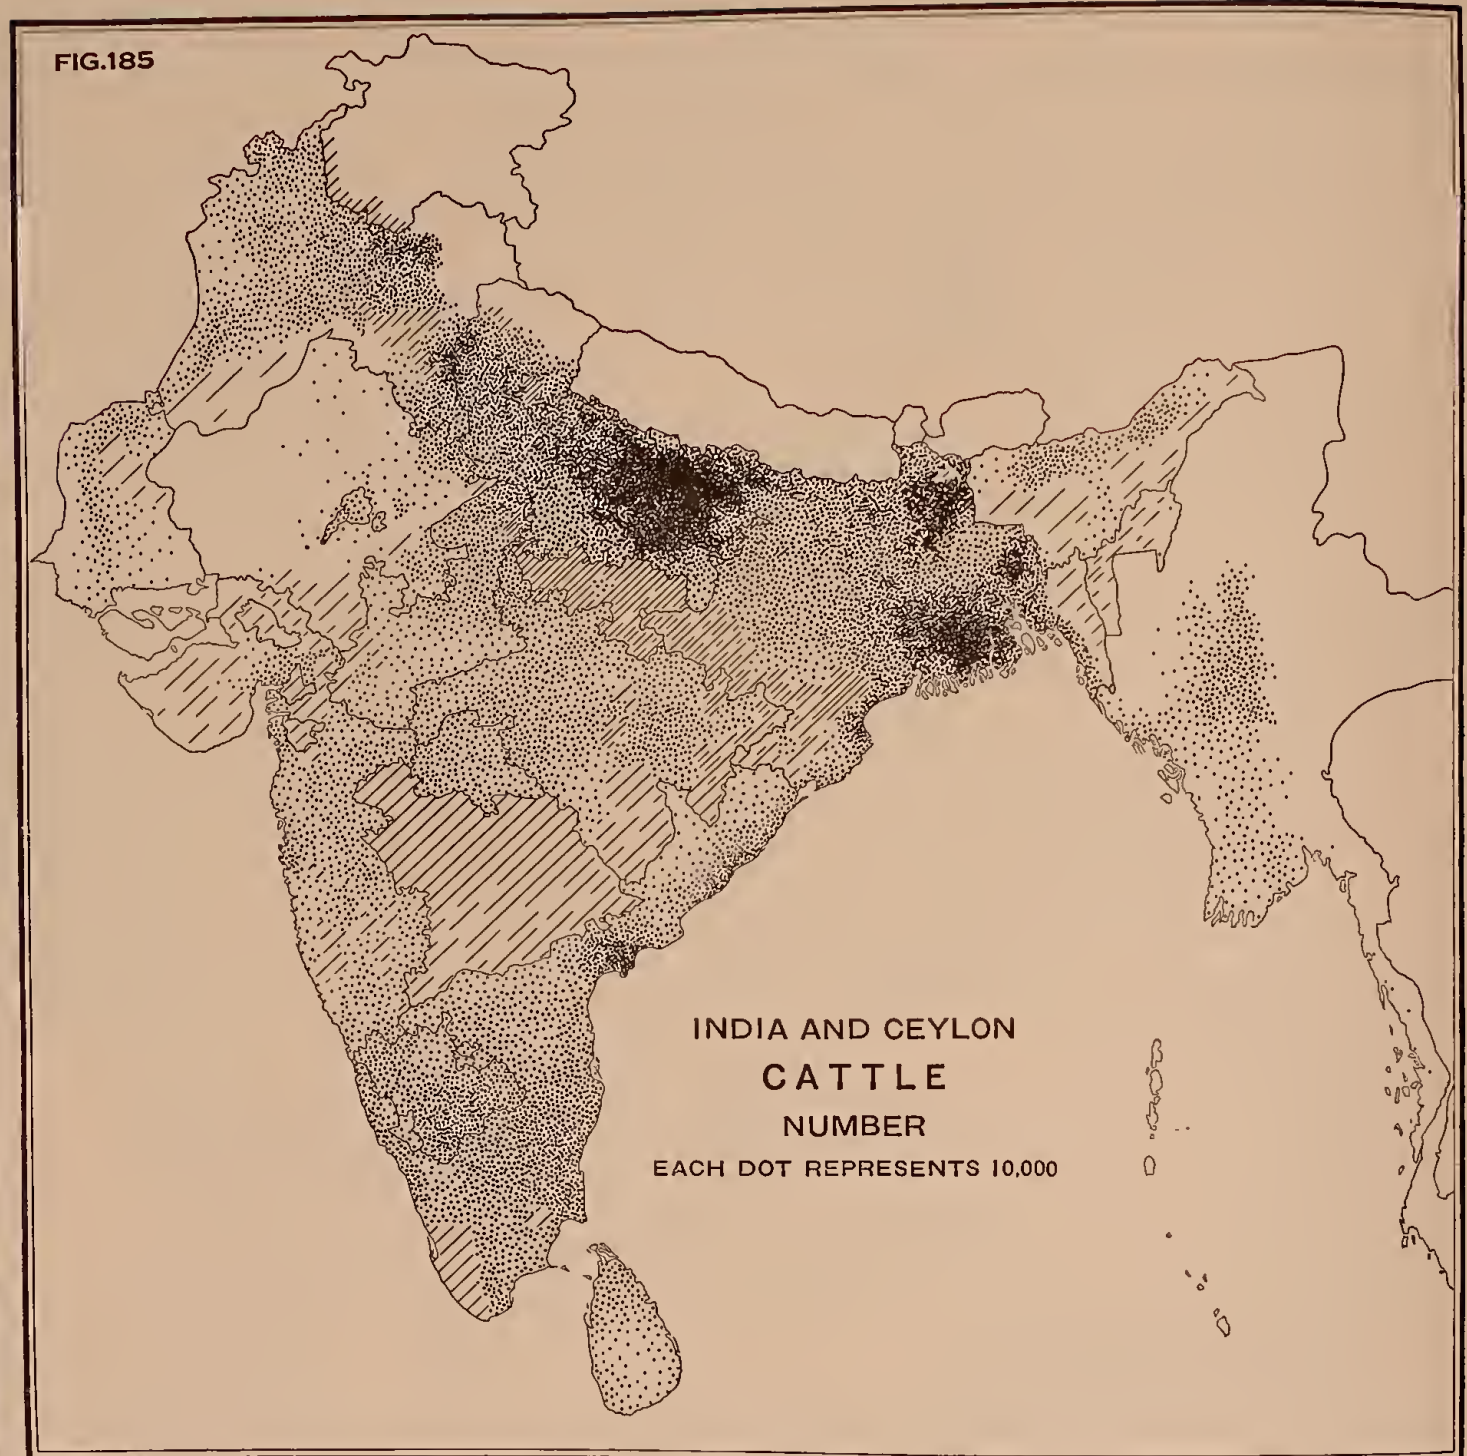 FIG.185
INDIA AND CEYLON
CATTLE
NUMBER
EACH DOT REPRESENTS 10,000